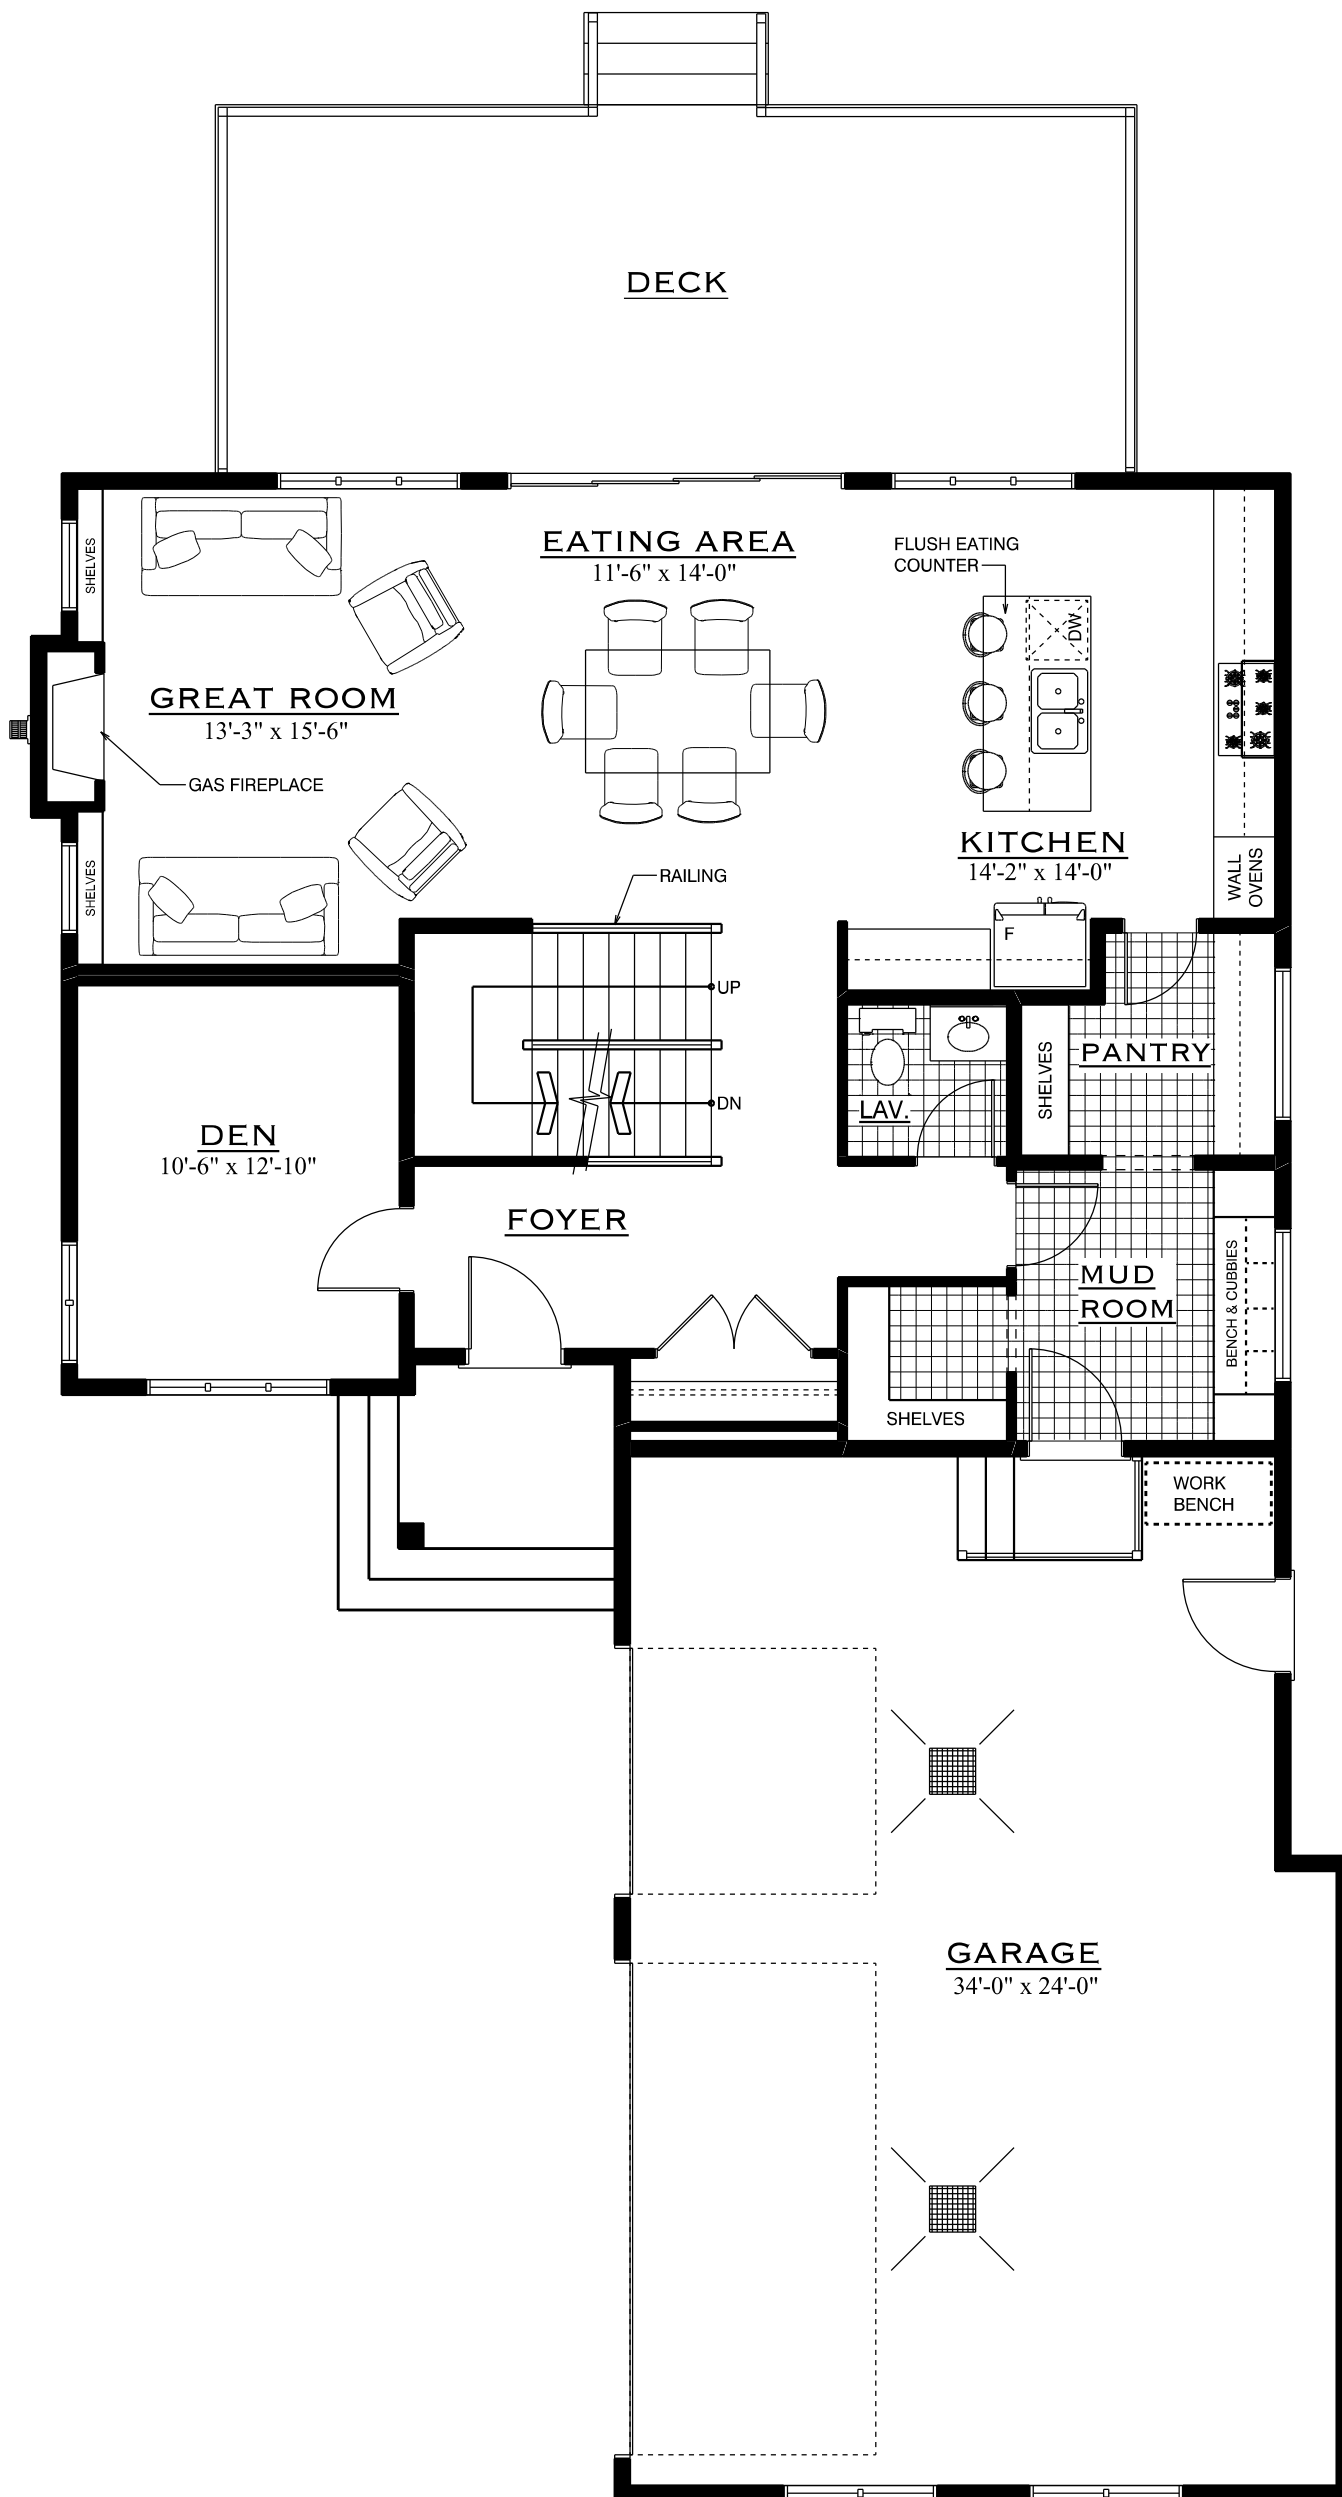 DECK
EATING AREA
11'-6" x 14'-0"
FLUSH EATING
COUNTER
SHELVES
DW
GREAT ROOM
13'-3" x 15'-6"
GAS FIREPLACE
KITCHEN
14'-2" x 14'-0"
WALL
OVENS
SHELVES
RAILING
F
UP
DN
PANTRY
SHELVES
LAV.
DEN
10'-6" x 12'-10"
FOYER
MUD
ROOM
BENCH & CUBBIES
SHELVES
WORK
BENCH
GARAGE
34'-0" x 24'-0"